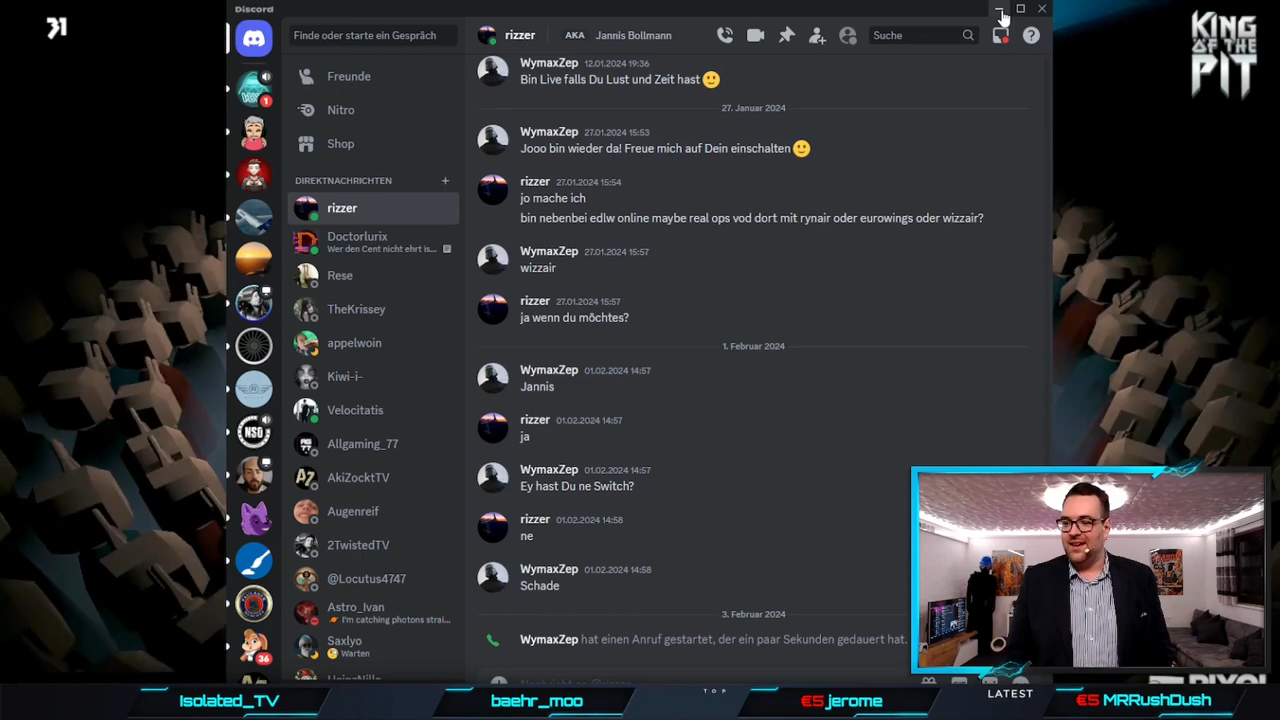 Discord
31
KING
OF THE
PIT
Finde oder starte ein Gespräch
rizzer
AKA
Jannis Bollmann
Suche
Freunde
Nitro
Shop
DIREKTNACHRICHTEN
rizzer
Doctorlurix
Wer den Cent nicht ehrt is...
Rese
TheKrissey
appelwoin
Kiwi-i-
Velocitatis
Allgaming_77
AkiZocktTV
Augenreif
2TwistedTV
@Locutus4747
Astro_Ivan
I'm catching photons strai...
Saxlyo
Warten
1
NSG
36
WymaxZep 12.01.2024 19:36
Bin Live falls Du Lust und Zeit hast 🙂
27. Januar 2024
WymaxZep 27.01.2024 15:53
Jooo bin wieder da! Freue mich auf Dein einschalten 🙂
rizzer 27.01.2024 15:54
jo mache ich
bin nebenbei edlw online maybe real ops vod dort mit rynair oder eurowings oder wizzair?
WymaxZep 27.01.2024 15:57
wizzair
rizzer 27.01.2024 15:57
ja wenn du möchtes?
1. Februar 2024
WymaxZep 01.02.2024 14:57
Jannis
rizzer 01.02.2024 14:57
ja
WymaxZep 01.02.2024 14:57
Ey hast Du ne Switch?
rizzer 01.02.2024 14:58
ne
WymaxZep 01.02.2024 14:58
Schade
3. Februar 2024
WymaxZep hat einen Anruf gestartet, der ein paar Sekunden gedauert hat.
Isolated_TV
baehr_moo
TOP
€5 jerome
LATEST
€5 MRRushDush